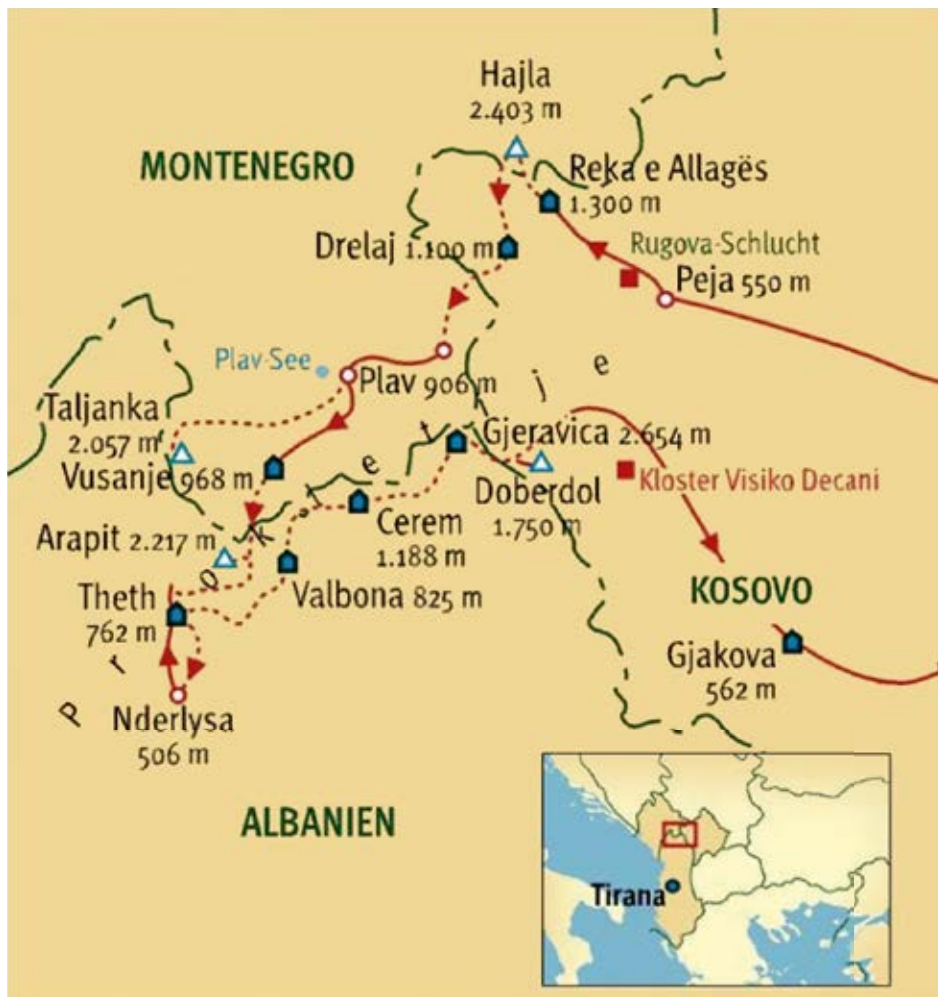 Hajla
2.403 m
MONTENEGRO
Reka e Allagës
1.300 m
Drelaj 1.100 m
Rugova-Schlucht
Peja 550 m
Plav-See
Plav 906 m
Taljanka
2.057 m
Vusanje 968 m
Gjeravica 2.654 m
Doberdol
1.750 m
Kloster Visiko Decani
Cerem
1.188 m
Arapit 2.217 m
Valbona 825 m
Theth
762 m
KOSOVO
Gjakova
562 m
Nderlysa
506 m
P r o k l e t i j e
ALBANIEN
Tirana